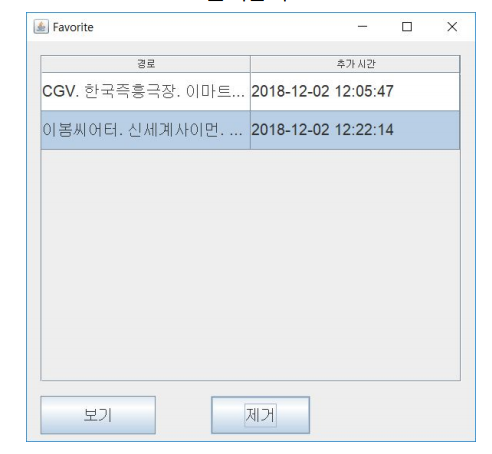 Favorite
경로 추가 시간
CGV. 한국즉흥극장. 이마트... 2018-12-02 12:05:47
이봄씨어터. 신세계사이먼. ... 2018-12-02 12:22:14
보기 제거